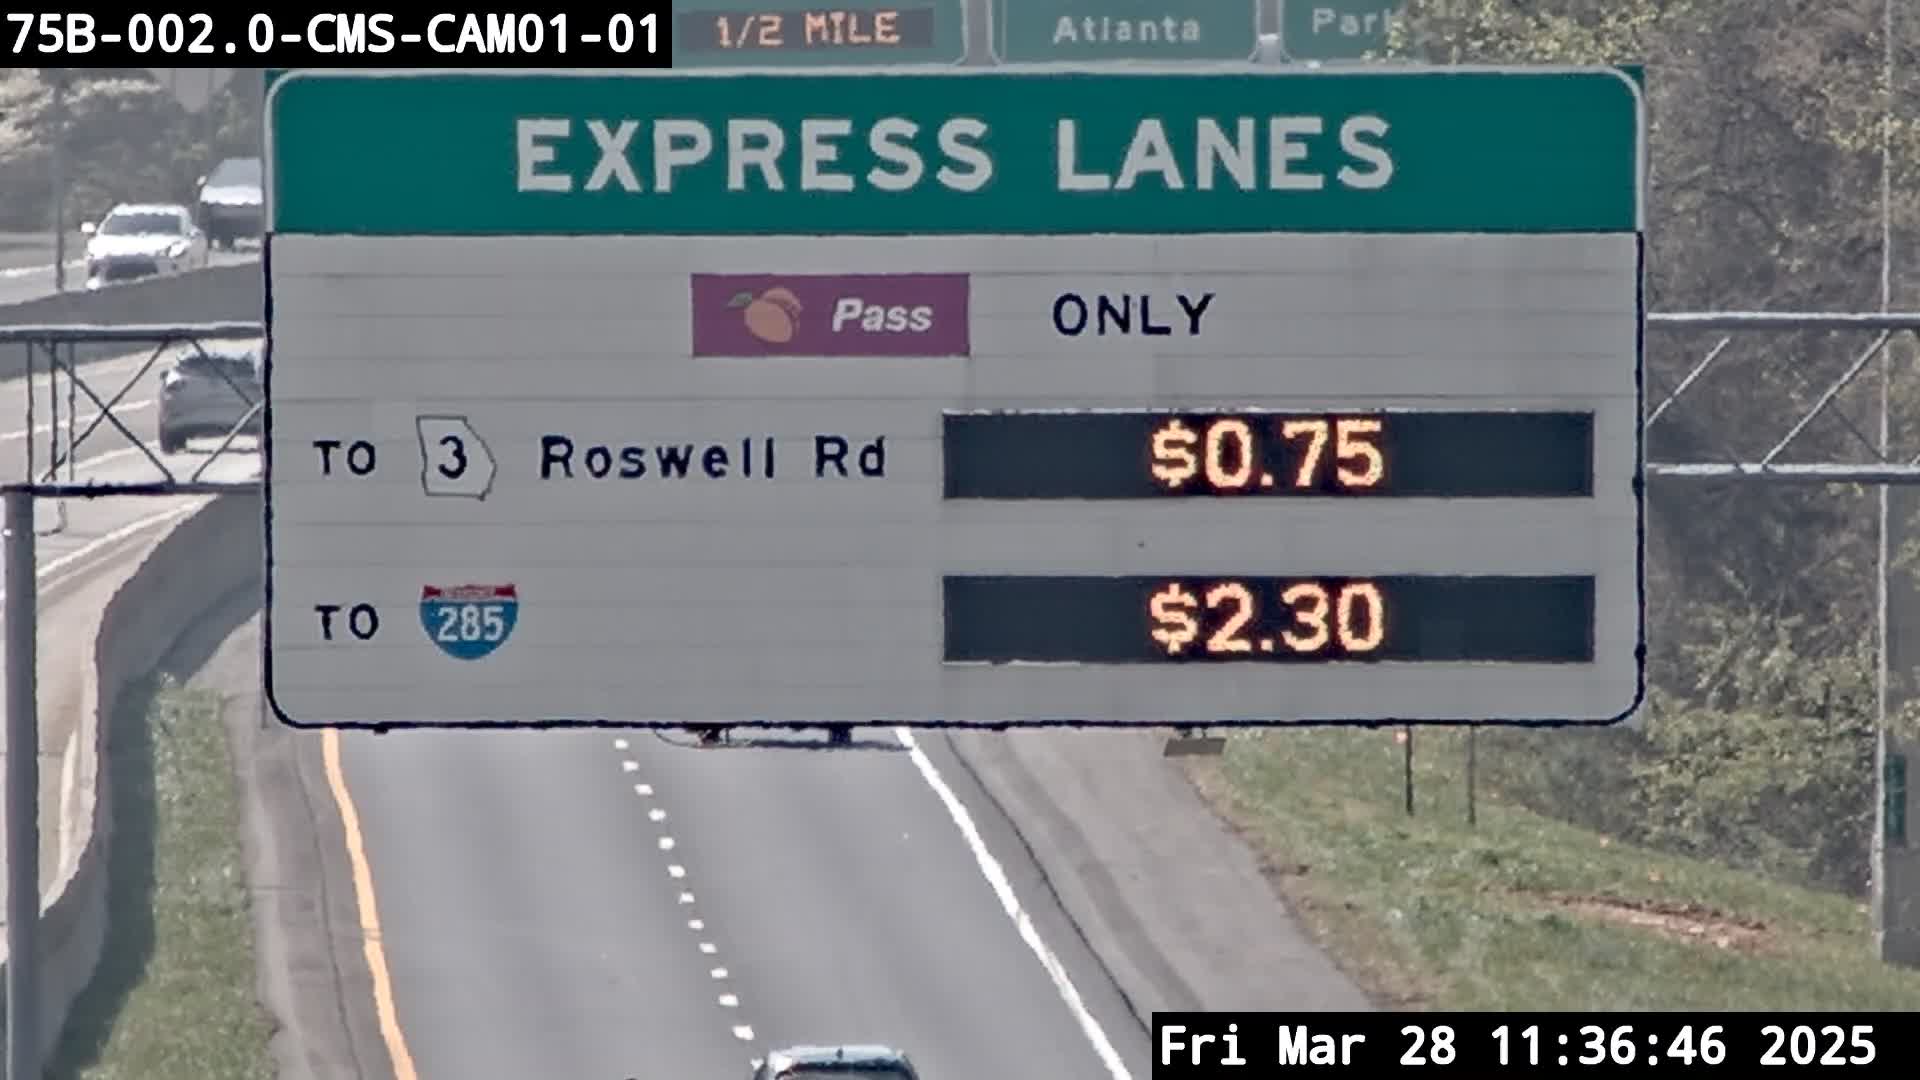 75B-002.0-CMS-CAM01-01
1/2 MILE
Atlanta
EXPRESS LANES
Pass ONLY
TO 3 Roswell Rd $0.75
TO 285 $2.30
Fri Mar 28 11:36:46 2025